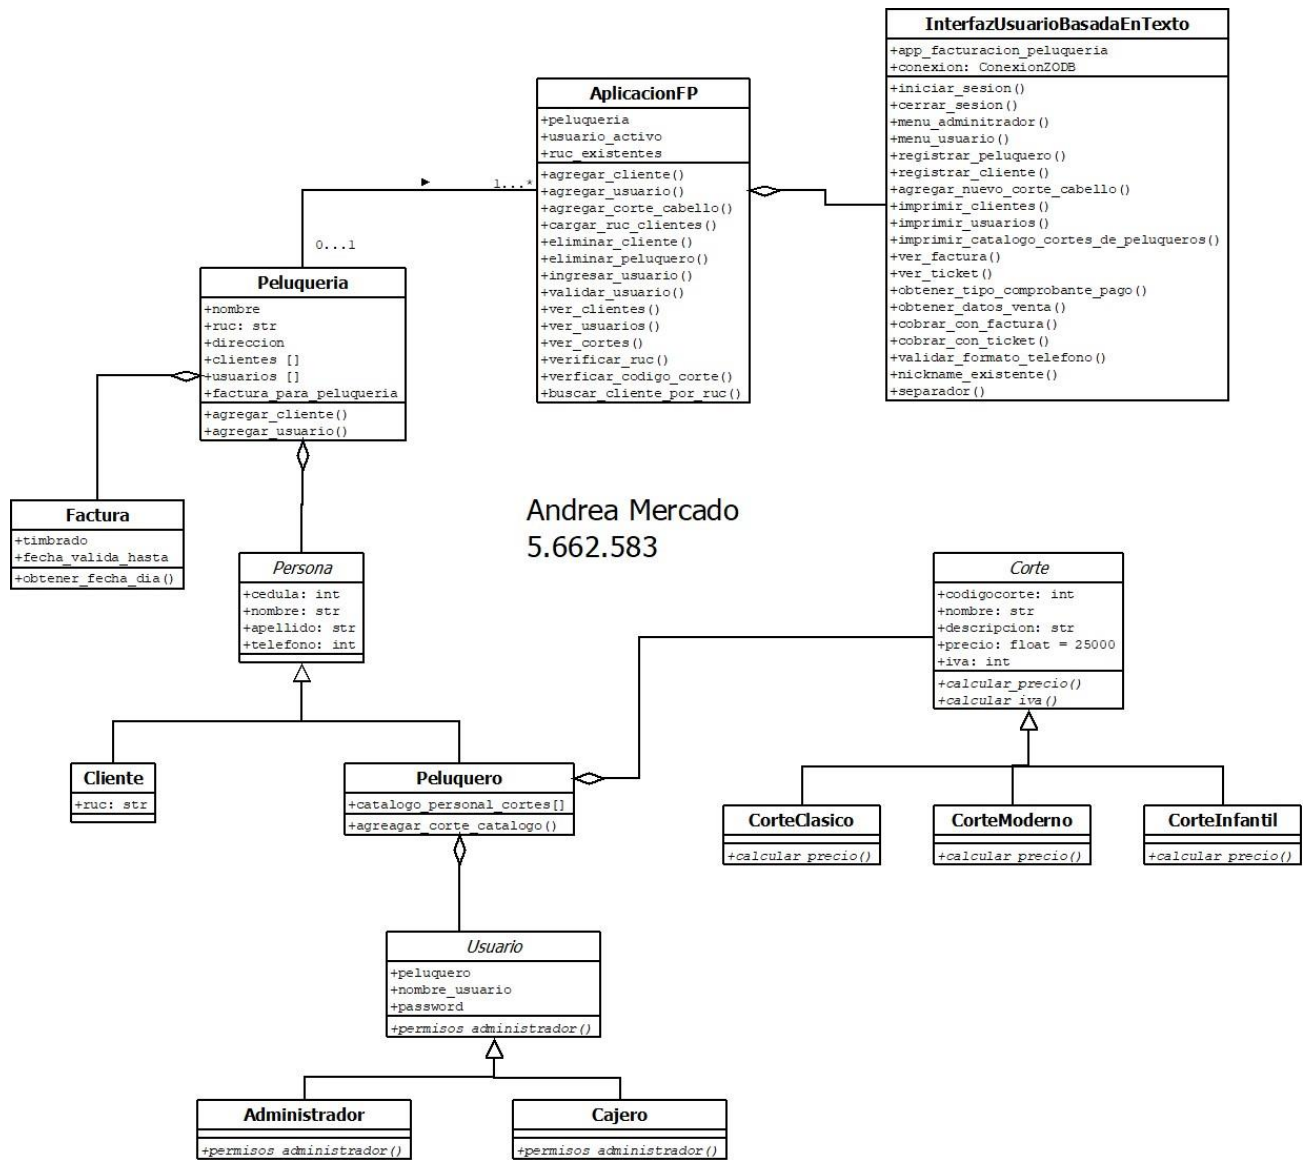 InterfazUsuarioBasadaEnTexto
+app_facturacion_peluqueria
+conexion: ConexionZODB
+iniciar_sesion()
+cerrar_sesion()
+menu_adminitrador()
+menu_usuario()
+registrar_peluquero()
+registrar_cliente()
+agregar_nuevo_corte_cabello()
+imprimir_clientes()
+imprimir_usuarios()
+imprimir_catalogo_cortes_de_peluqueros()
+ver_factura()
+ver_ticket()
+obtener_tipo_comprobante_pago()
+obtener_datos_venta()
+cobrar_con_factura()
+cobrar_con_ticket()
+validar_formato_telefono()
+nickname_existente()
+separador()
AplicacionFP
+peluqueria
+usuario_activo
+ruc_existentes
+agregar_cliente()
+agregar_usuario()
+agregar_corte_cabello()
+cargar_ruc_clientes()
+eliminar_cliente()
+eliminar_peluquero()
+ingresar_usuario()
+validar_usuario()
+ver_clientes()
+ver_usuarios()
+ver_cortes()
+verificar_ruc()
+verficar_codigo_corte()
+buscar_cliente_por_ruc()
1...*
0...1
Peluqueria
+nombre
+ruc: str
+direccion
+clientes []
+usuarios []
+factura_para_peluqueria
+agregar_cliente()
+agregar_usuario()
Factura
+timbrado
+fecha_valida_hasta
+obtener_fecha_dia()
Andrea Mercado
5.662.583
Persona
+cedula: int
+nombre: str
+apellido: str
+telefono: int
Corte
+codigocorte: int
+nombre: str
+descripcion: str
+precio: float = 25000
+iva: int
+calcular_precio()
+calcular_iva()
Cliente
+ruc: str
Peluquero
+catalogo_personal_cortes[]
+agreagar_corte_catalogo()
CorteClasico
+calcular_precio()
CorteModerno
+calcular_precio()
CorteInfantil
+calcular_precio()
Usuario
+peluquero
+nombre_usuario
+password
+permisos_administrador()
Administrador
+permisos_administrador()
Cajero
+permisos_administrador()